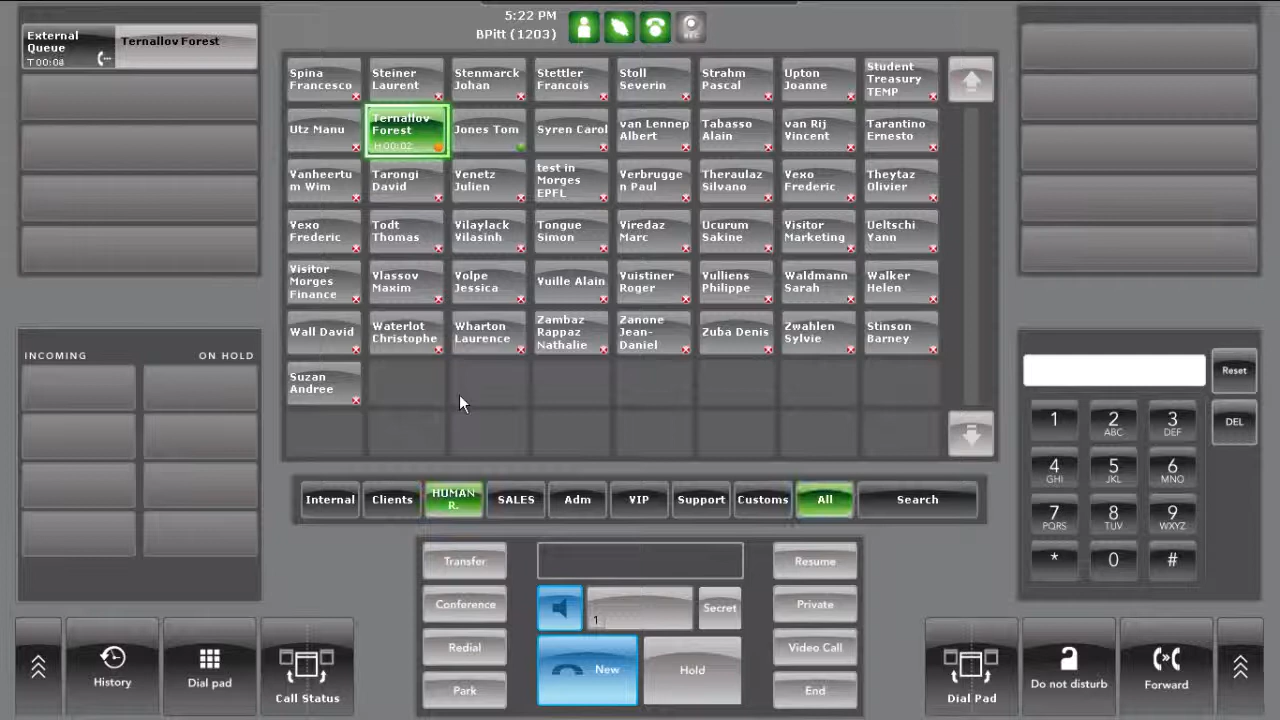 5:22 PM
BPitt (1203)
REC
External
Queue
T00:08
Ternallov Forest
Spina
Francesco
Steiner
Laurent
Stenmarck
Johan
Stettler
Francois
Stoll
Severin
Strahm
Pascal
Upton
Joanne
Student
Treasury
TEMP
Utz Manu
Ternallov
Forest
H 00:02
Jones Tom
Syren Carol
van Lennep
Albert
Tabasso
Alain
van Rij
Vincent
Tarantino
Ernesto
Vanheertu
m Wim
Tarongi
David
Venetz
Julien
test in
Morges
EPFL
Verbrugge
n Paul
Theraulaz
Silvano
Vexo
Frederic
Theytaz
Olivier
Vexo
Frederic
Todt
Thomas
Vilaylack
Vilasinh
Tongue
Simon
Viredaz
Marc
Ucurum
Sakine
Visitor
Marketing
Ueltschi
Yann
Visitor
Morges
Finance
Vlassov
Maxim
Volpe
Jessica
Vuille Alain
Vuistiner
Roger
Vulliens
Philippe
Waldmann
Sarah
Walker
Helen
Wall David
Waterlot
Christophe
Wharton
Laurence
Zambaz
Rappaz
Nathalie
Zanone
Jean-
Daniel
Zuba Denis
Zwahlen
Sylvie
Stinson
Barney
Suzan
Andree
INCOMING
ON HOLD
Internal
Clients
HUMAN
R.
SALES
Adm
VIP
Support
Customs
All
Search
Reset
DEL
1
2
ABC
3
DEF
4
GHI
5
JKL
6
MNO
7
PQRS
8
TUV
9
WXYZ
*
0
#
Transfer
Conference
Redial
Park
1
Secret
New
Hold
Resume
Private
Video Call
End
History
Dial pad
Call Status
Dial Pad
Do not disturb
Forward